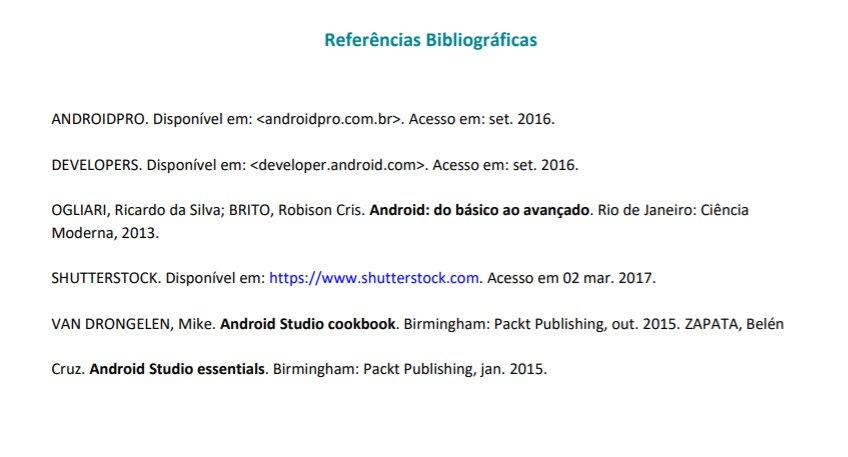 Referências Bibliográficas
ANDROIDPRO. Disponível em: <androidpro.com.br>. Acesso em: set. 2016.
DEVELOPERS. Disponível em: <developer.android.com>. Acesso em: set. 2016.
OGLIARI, Ricardo da Silva; BRITO, Robison Cris. Android: do básico ao avançado. Rio de Janeiro: Ciência
Moderna, 2013.
SHUTTERSTOCK. Disponível em: https://www.shutterstock.com. Acesso em 02 mar. 2017.
VAN DRONGELEN, Mike. Android Studio cookbook. Birmingham: Packt Publishing, out. 2015. ZAPATA, Belén
Cruz. Android Studio essentials. Birmingham: Packt Publishing, jan. 2015.